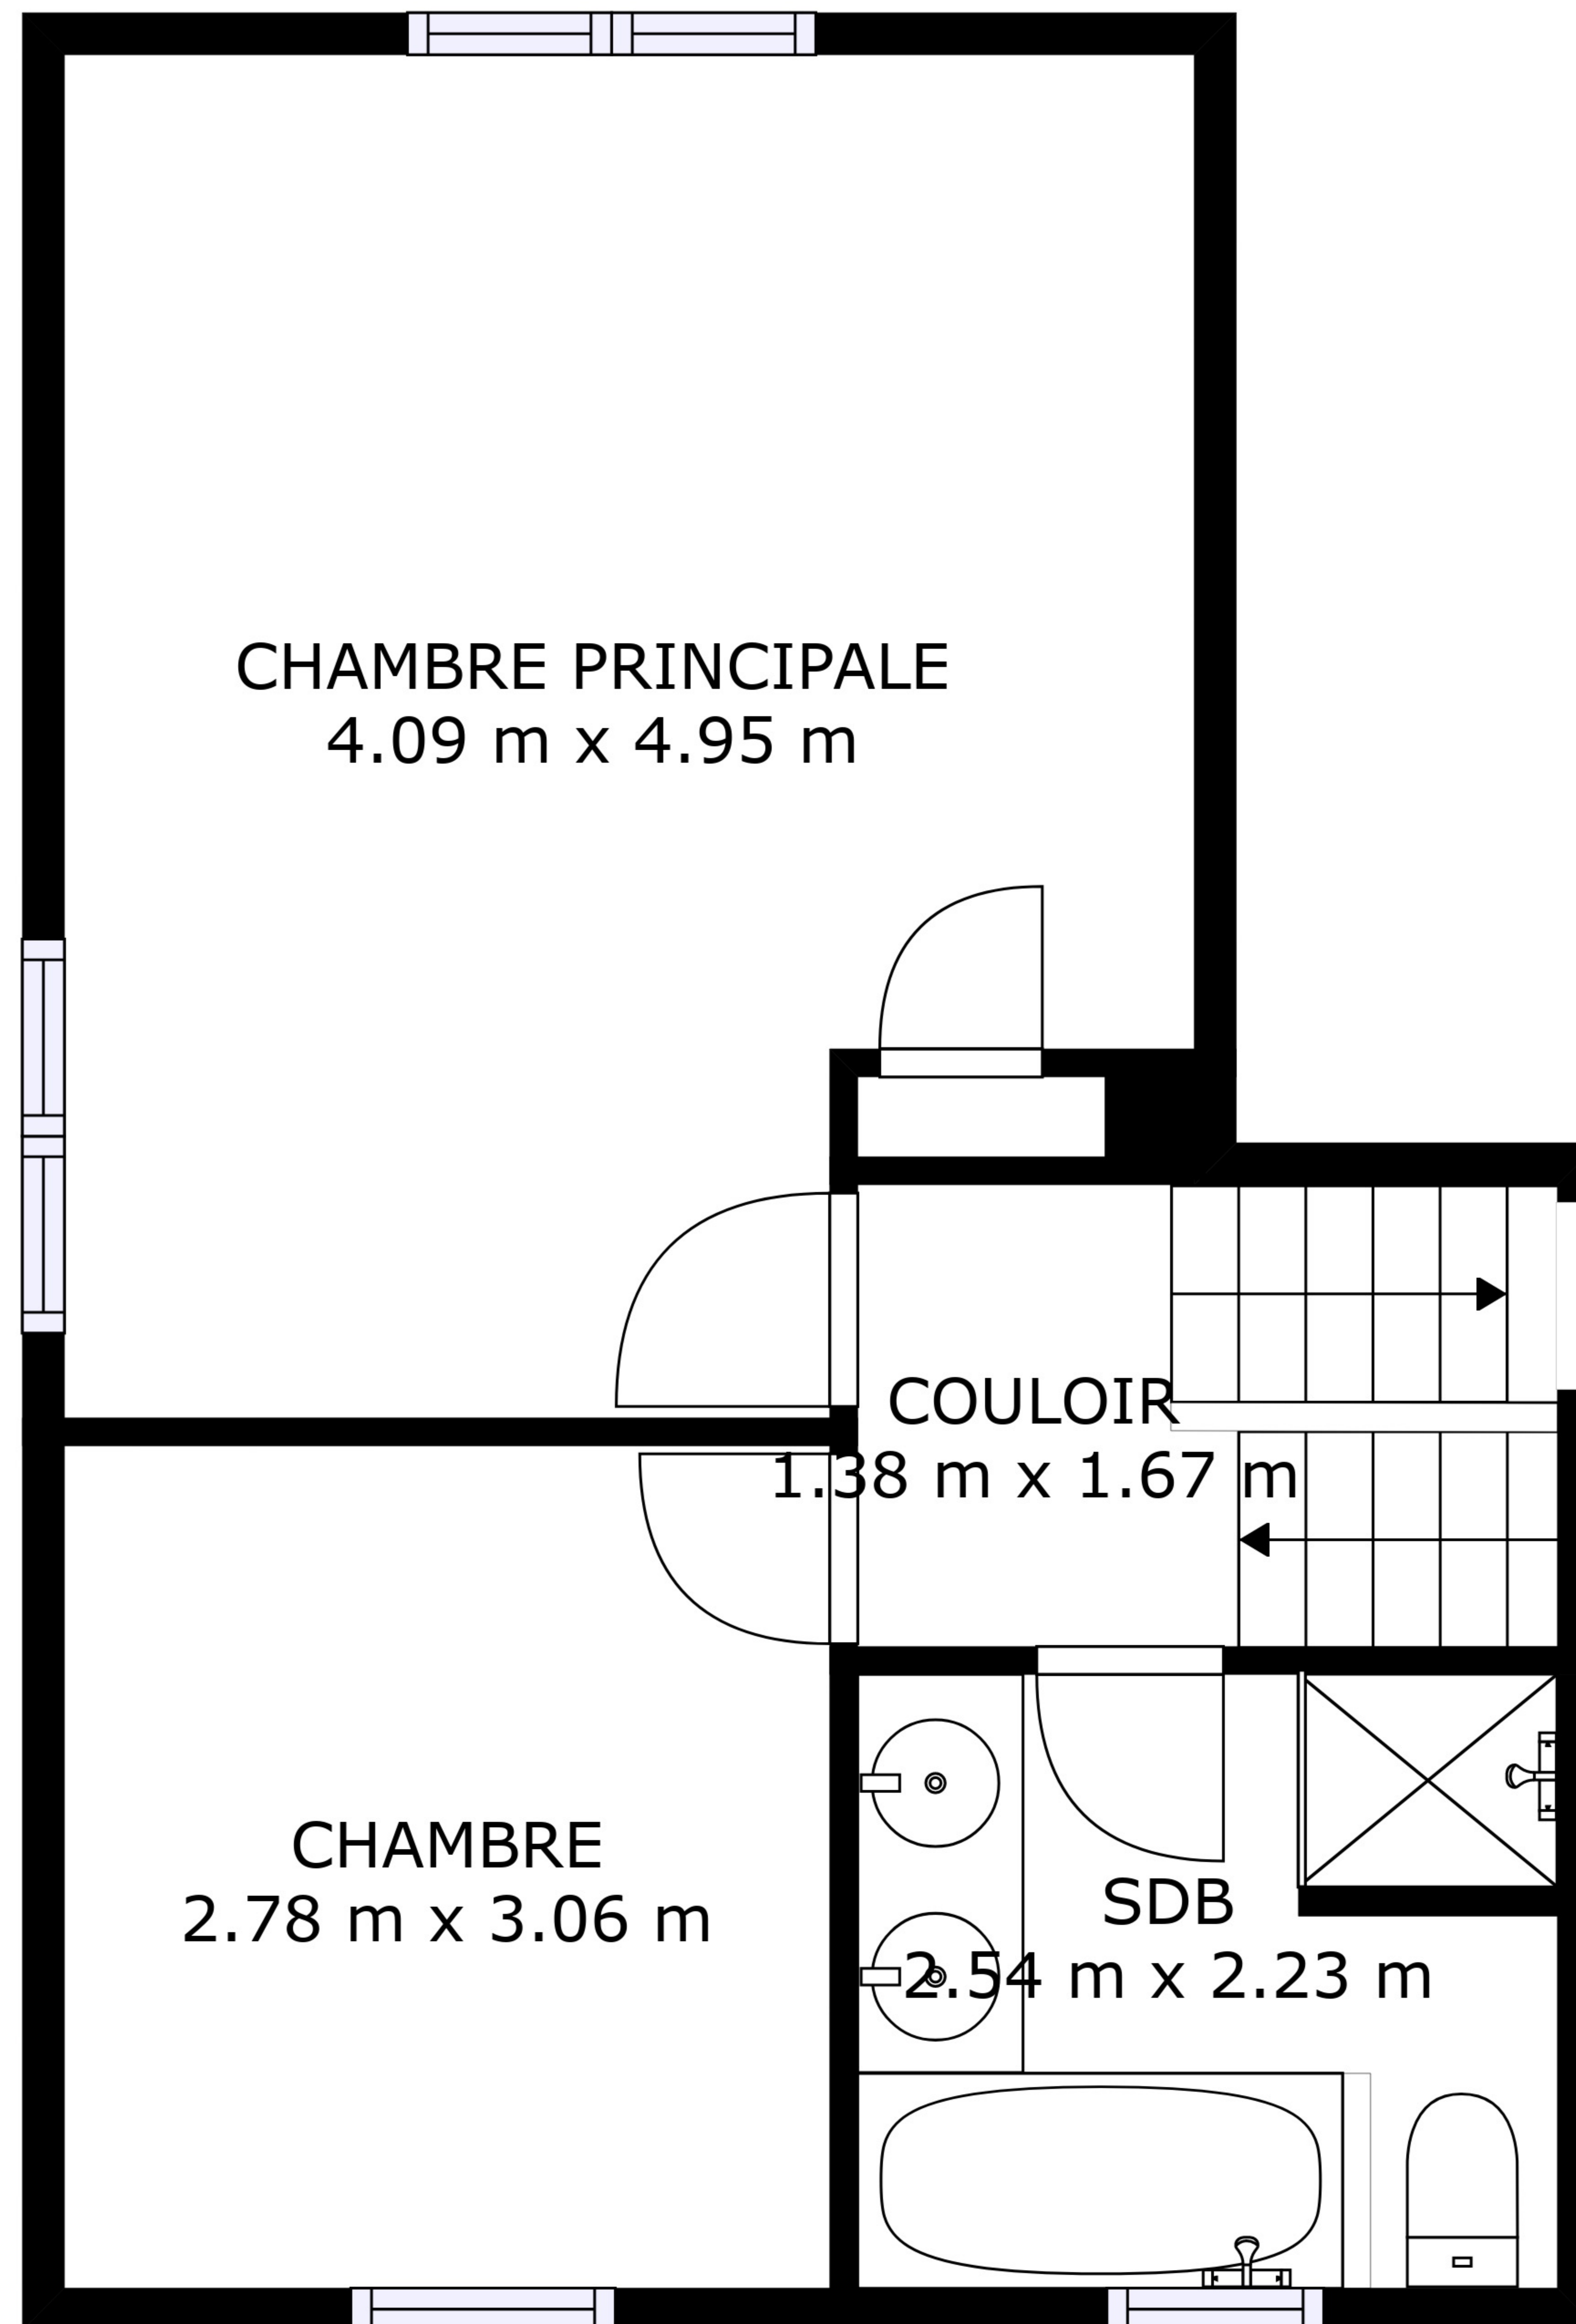 CHAMBRE PRINCIPALE
4.09 m x 4.95 m
COULOIR
1.38 m x 1.67 m
CHAMBRE
2.78 m x 3.06 m
SDB
2.54 m x 2.23 m